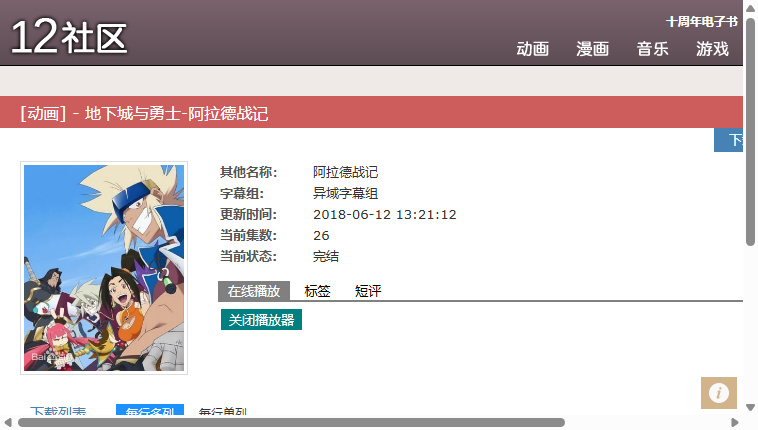 12社区
十周年电子书
动画 漫画 音乐 游戏
[动画] - 地下城与勇士-阿拉德战记
其他名称: 阿拉德战记
字幕组: 异域字幕组
更新时间: 2018-06-12 13:21:12
当前集数: 26
当前状态: 完结
在线播放 标签 短评
关闭播放器
下载列表 每行多列 每行单列